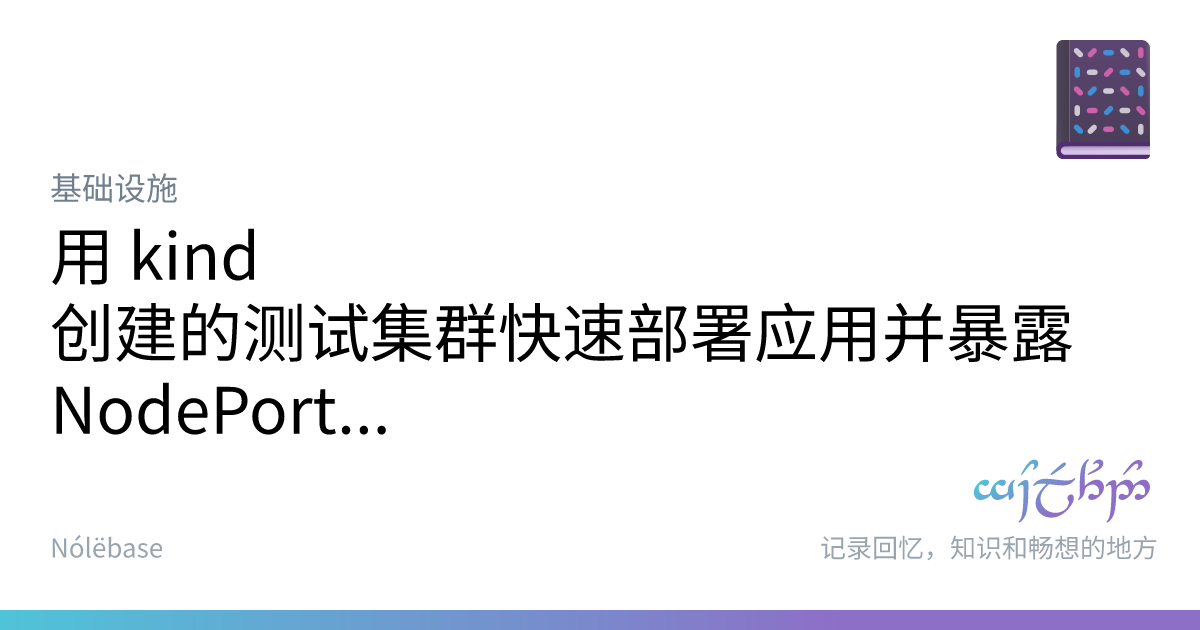 基础设施
用 kind
创建的测试集群快速部署应用并暴露
NodePort...
Nólëbase
记录回忆，知识和畅想的地方